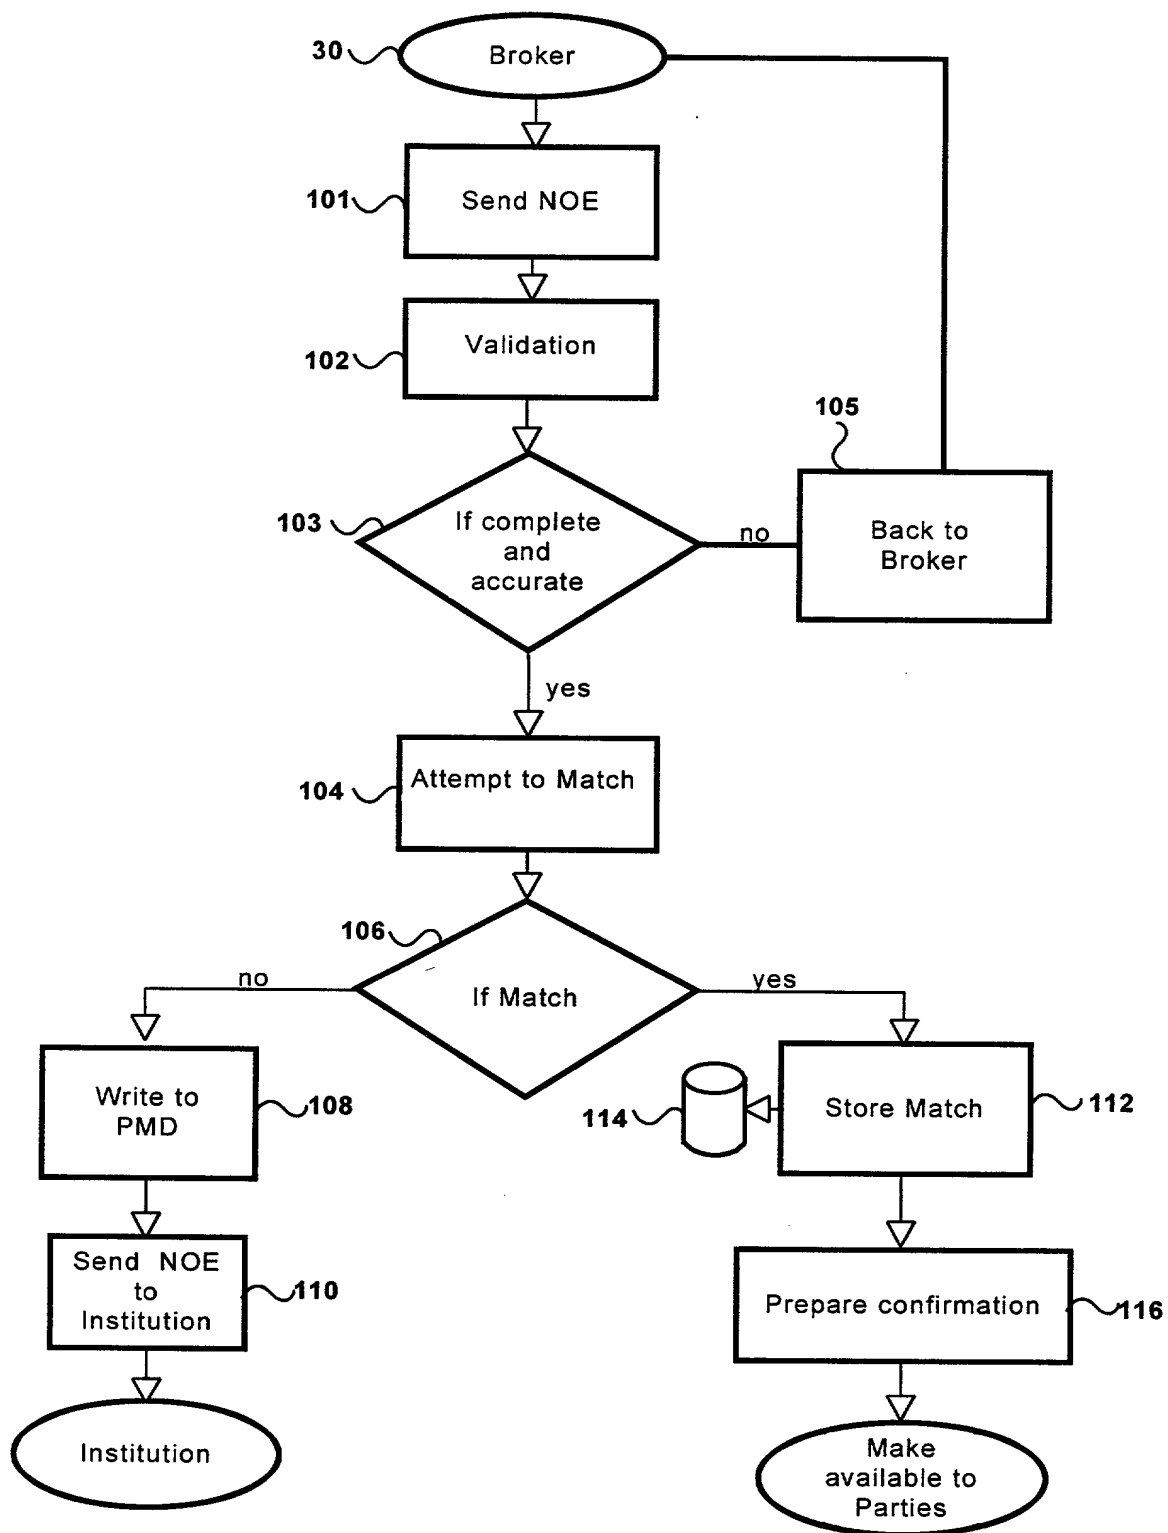 30
Broker
101
Send NOE
102
Validation
105
103
If complete
and
accurate
no
Back to
Broker
yes
104
Attempt to Match
106
no
If Match
yes
Write to
PMD
108
114
Store Match
112
Send NOE
to
Institution
110
Prepare confirmation
116
Institution
Make
available to
Parties